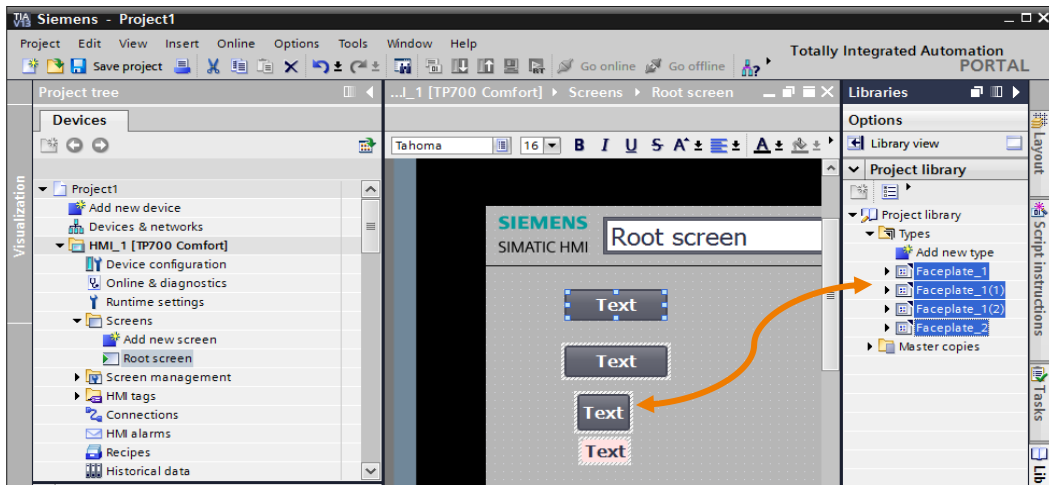 Siemens - Project1
Project Edit View Insert Online Options Tools Window Help
Totally Integrated Automation
PORTAL
Save project
Go online Go offline
Project tree
...I_1 [TP700 Comfort] Screens Root screen
Libraries
Devices
Options
Tahoma 16 B I U S A A
Library view
Project library
Visualization
Project1
Add new device
Devices & networks
HMI_1 [TP700 Comfort]
Device configuration
Online & diagnostics
Runtime settings
Screens
Add new screen
Root screen
Screen management
HMI tags
Connections
HMI alarms
Recipes
Historical data
SIEMENS
SIMATIC HMI
Root screen
Text
Text
Text
Text
Project library
Types
Add new type
Faceplate_1
Faceplate_1(1)
Faceplate_1(2)
Faceplate_2
Master copies
Layout
Script instructions
Tasks
Lib